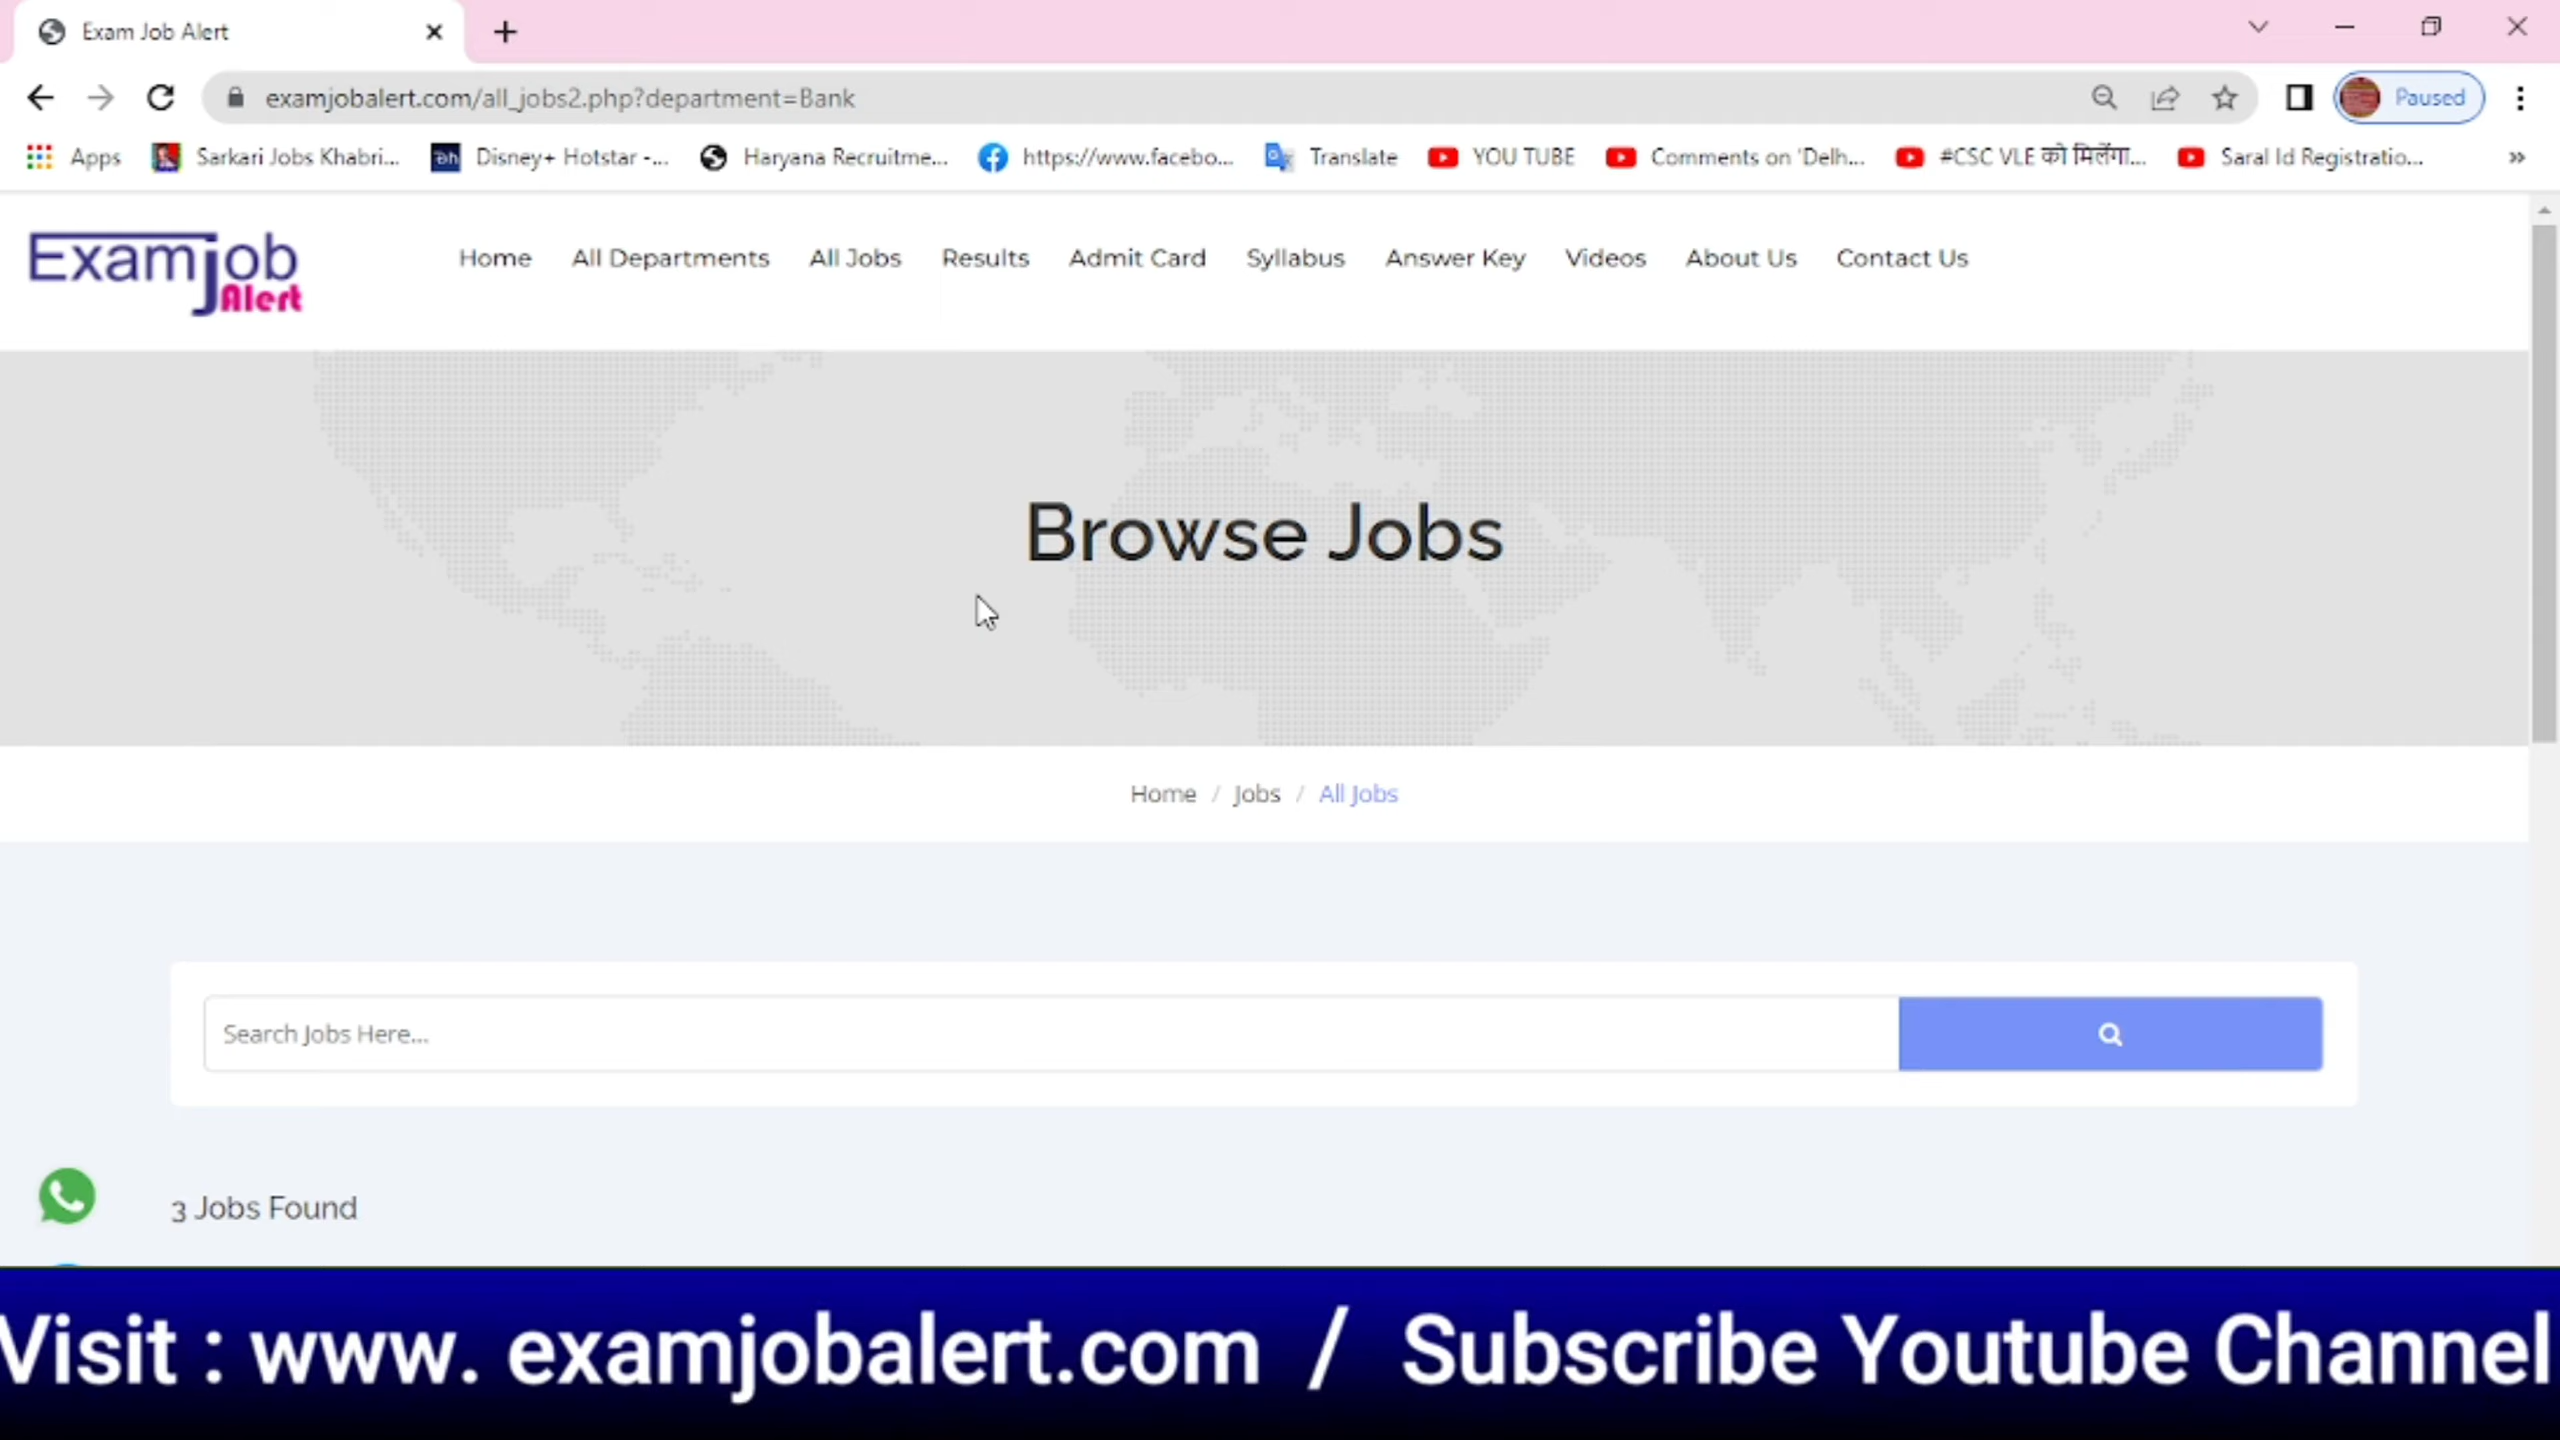 Exam Job Alert
examjobalert.com/all_jobs2.php?department=Bank
Paused
Apps
Sarkari Jobs Khabri...
Disney+ Hotstar -...
Haryana Recruitme...
https://www.facebo...
Translate
YOU TUBE
Comments on 'Delh...
#CSC VLE को मिलेंगा...
Saral Id Registratio...
»
Examjob
Alert
Home
All Departments
All Jobs
Results
Admit Card
Syllabus
Answer Key
Videos
About Us
Contact Us
Browse Jobs
Home / Jobs / All Jobs
Search Jobs Here...
3 Jobs Found
Visit : www. examjobalert.com / Subscribe Youtube Channel